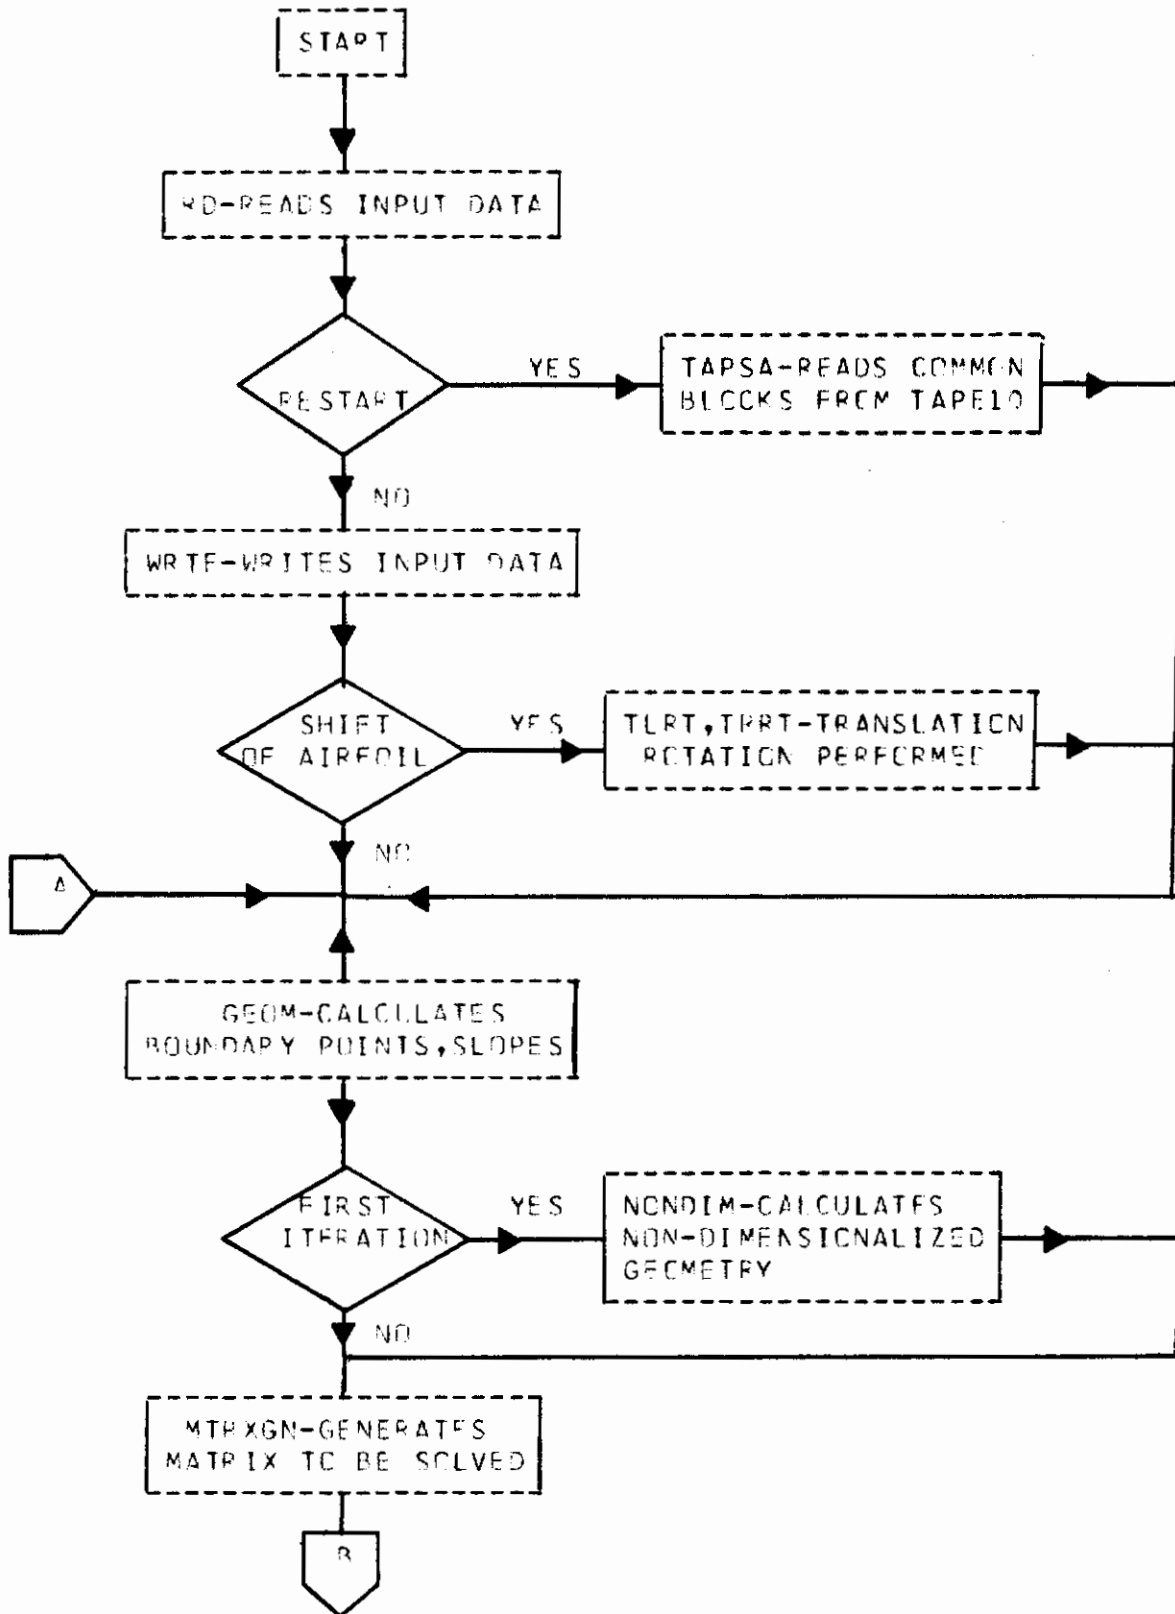 START
RD-READS INPUT DATA
RESTART
YES
TAPSA-READS COMMON
BLOCKS FROM TAPE10
NO
WRTE-WRITES INPUT DATA
SHIFT
OF AIRFOIL
YES
TLRT,TRRT-TRANSLATION
ROTATION PERFORMED
NO
A
GEOM-CALCULATES
BOUNDARY POINTS,SLOPES
FIRST
ITERATION
YES
NONDIM-CALCULATES
NON-DIMENSIONALIZED
GEOMETRY
NO
MTRXGN-GENERATES
MATRIX TO BE SOLVED
B